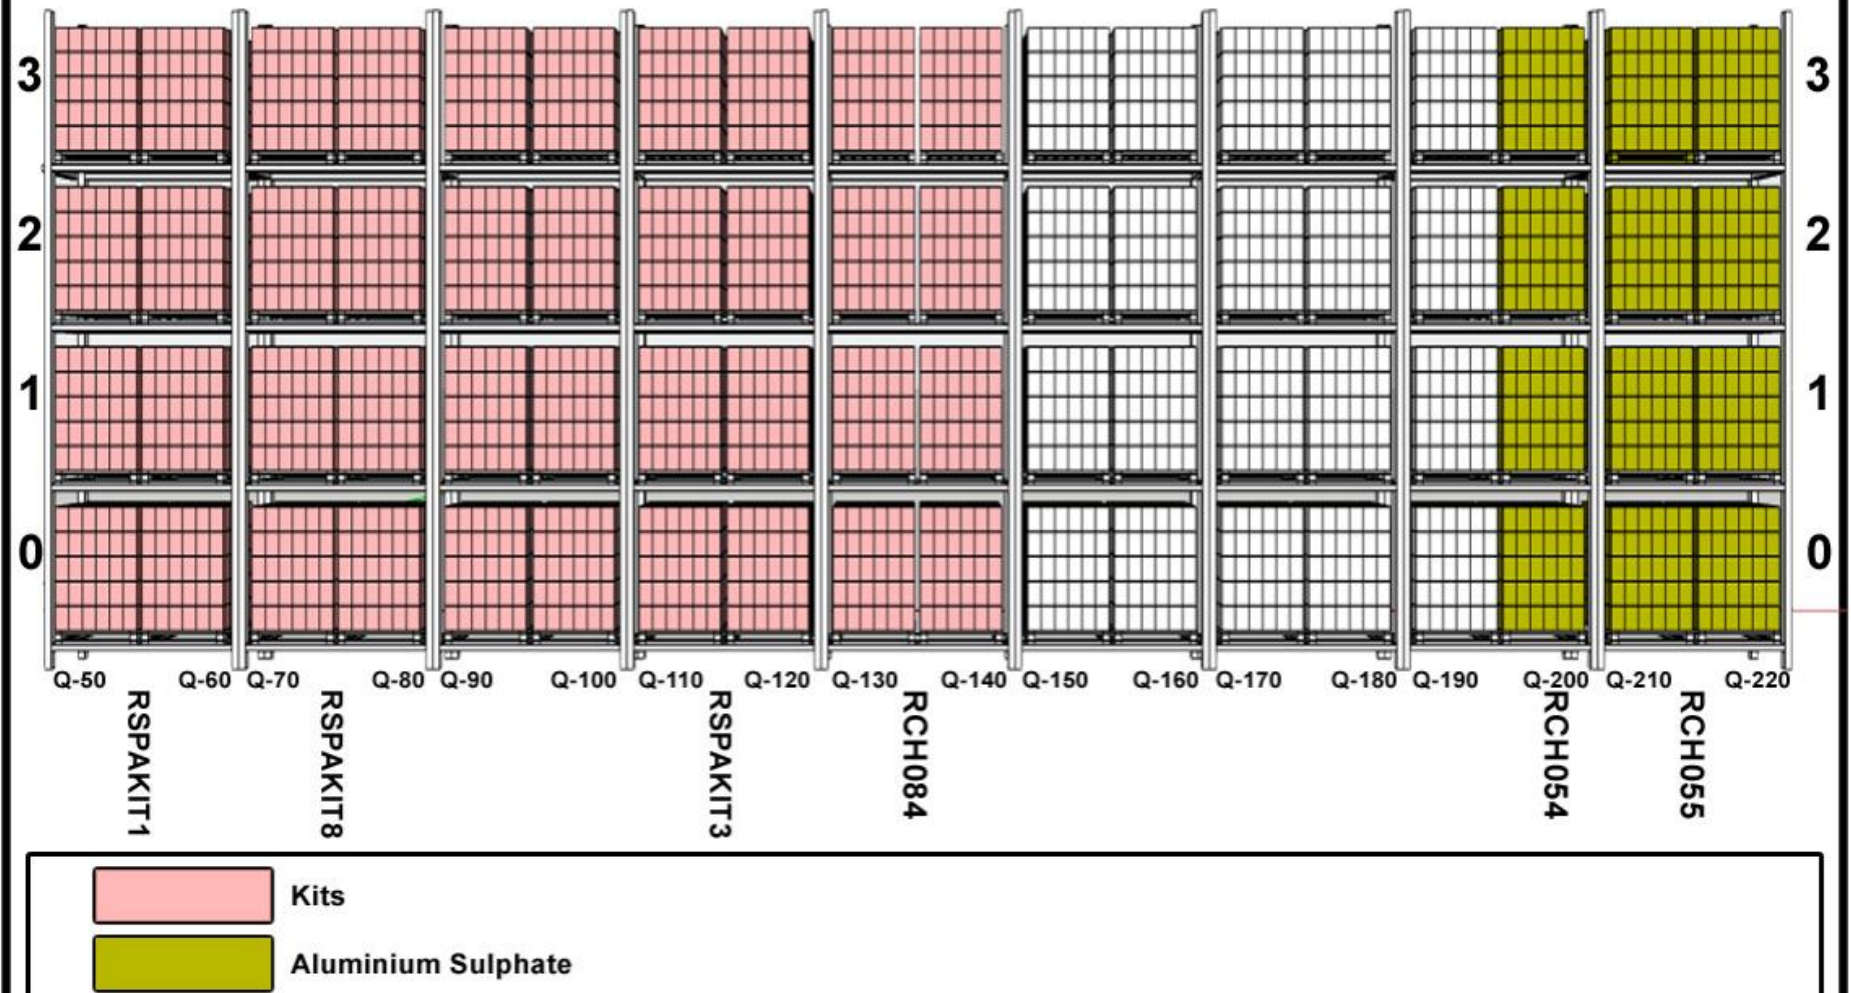 3 3
2 2
1 1
0 0
Q-50 Q-60 Q-70 Q-80 Q-90 Q-100 Q-110 Q-120 Q-130 Q-140 Q-150 Q-160 Q-170 Q-180 Q-190 Q-200 Q-210 Q-220
RSPAKIT1
RSPAKIT8
RSPAKIT3
RCH084
RCH054
RCH055
Kits
Aluminium Sulphate